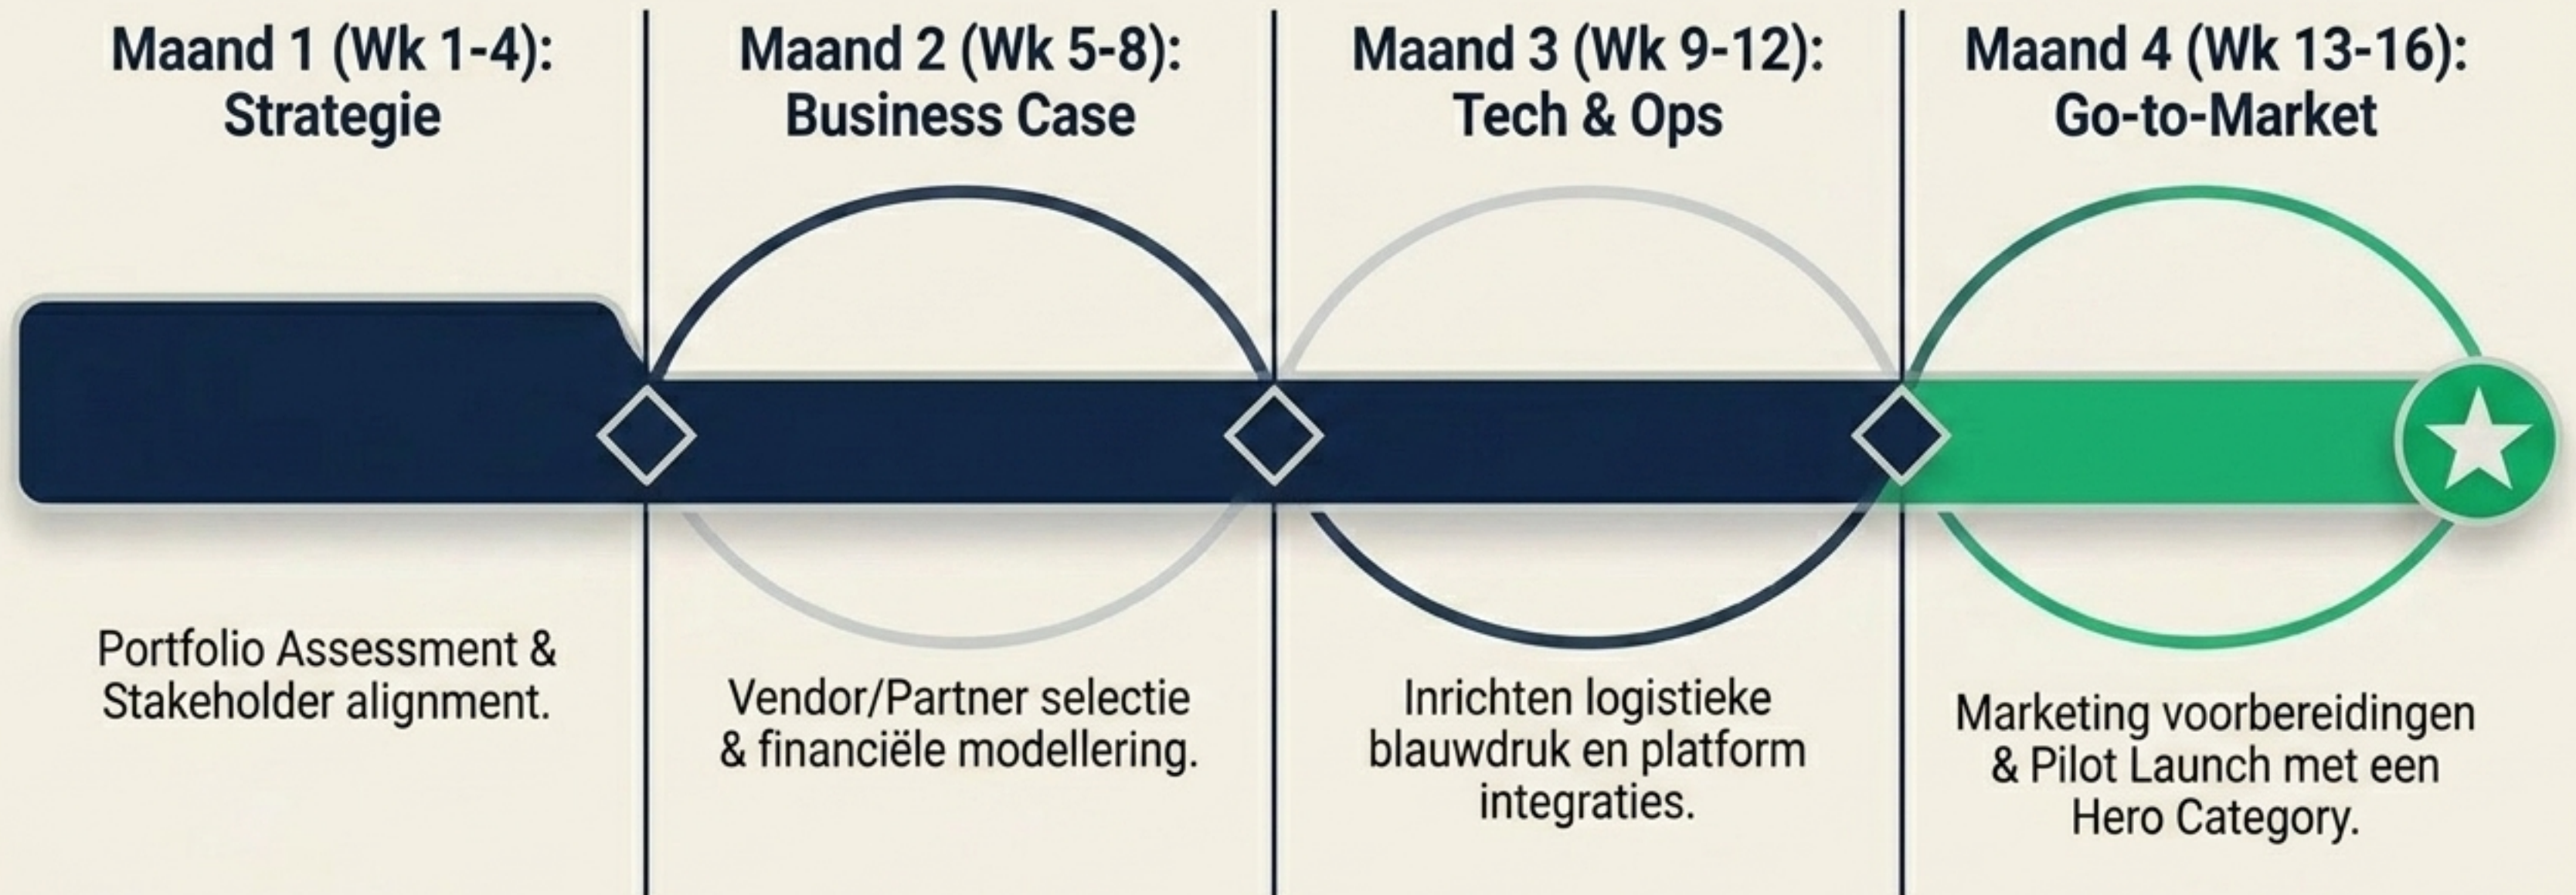 Maand 1 (Wk 1-4):
Strategie
Portfolio Assessment &
Stakeholder alignment.
Maand 2 (Wk 5-8):
Business Case
Vendor/Partner selectie
& financiële modellering.
Maand 3 (Wk 9-12):
Tech & Ops
Inrichten logistieke
blauwdruk en platform
integraties.
Maand 4 (Wk 13-16):
Go-to-Market
Marketing voorbereidingen
& Pilot Launch met een
Hero Category.